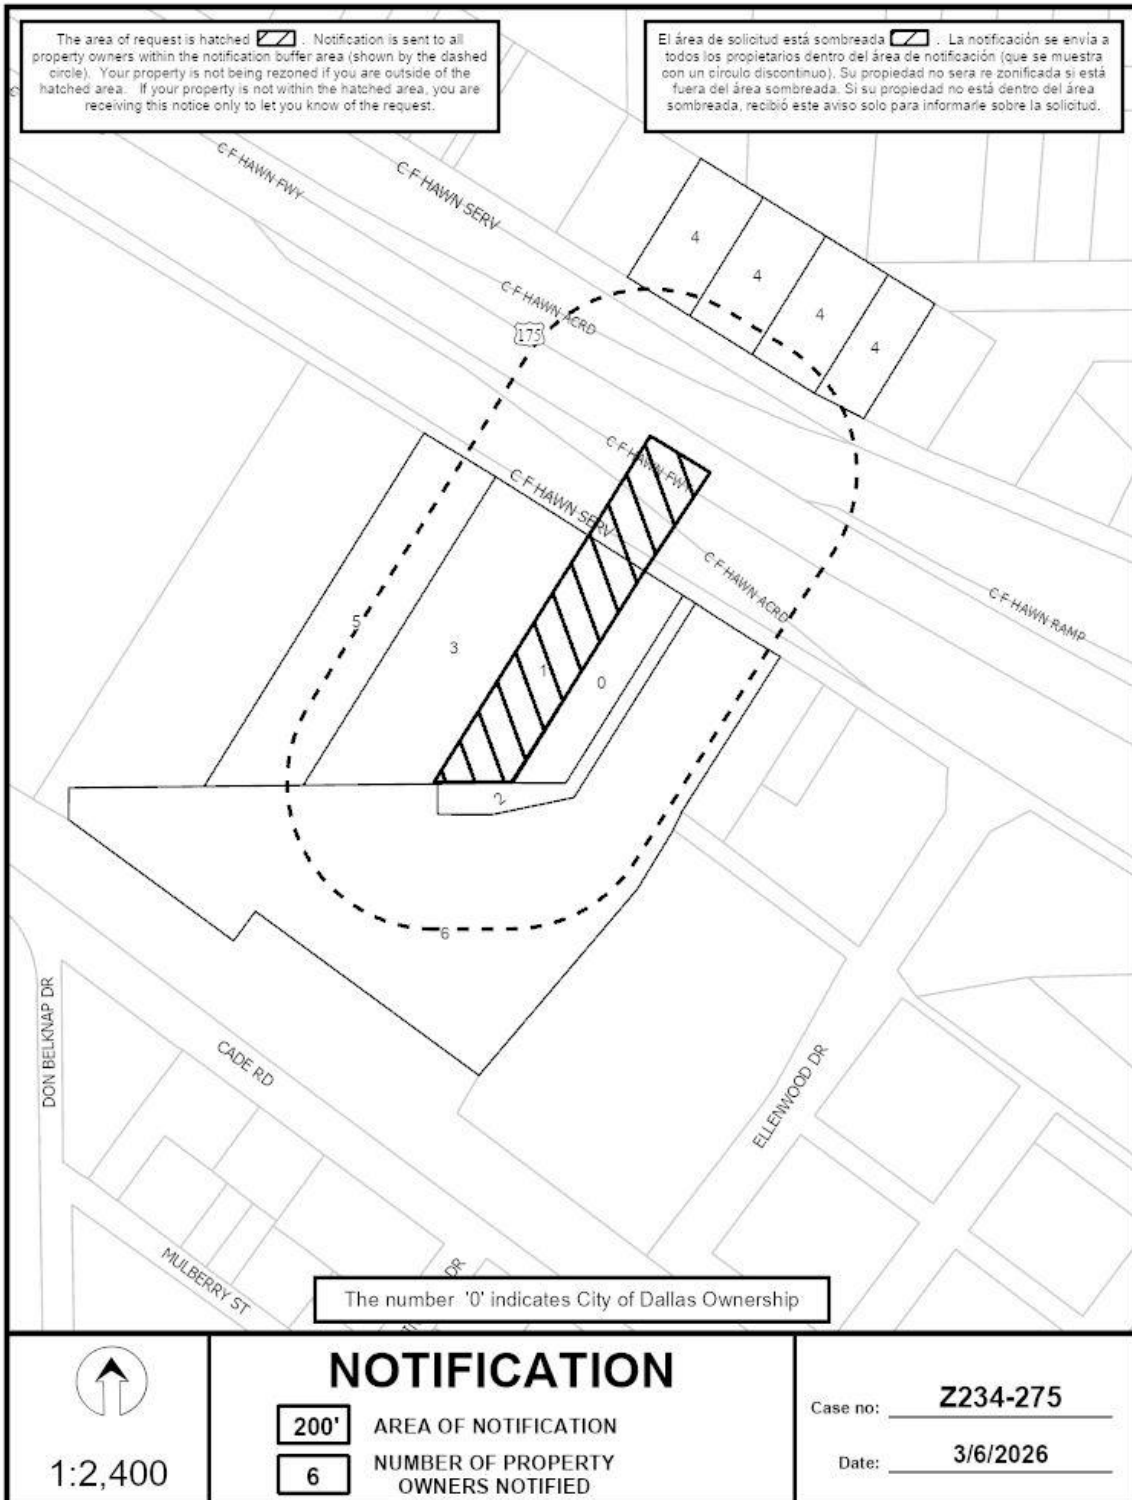 The area of request is hatched . Notification is sent to all
property owners within the notification buffer area (shown by the dashed
circle). Your property is not being rezoned if you are outside of the
hatched area. If your property is not within the hatched area, you are
receiving this notice only to let you know of the request.
El área de solicitud está sombreada . La notificación se envía a
todos los propietarios dentro del área de notificación (que se muestra
con un círculo discontinuo). Su propiedad no sera re zonificada si está
fuera del área sombreada. Si su propiedad no está dentro del área
sombreada, recibió este aviso solo para informarle sobre la solicitud.
C F HAWN FWY
C F HAWN SERV
C F HAWN ACRD
175
4
4
4
4
C F HAWN FWY
C F HAWN SERV
C F HAWN ACRD
C F HAWN RAMP
5
3
1
0
2
6
DON BELKNAP DR
CADE RD
ELLENWOOD DR
MULBERRY ST
DR
The number '0' indicates City of Dallas Ownership
1:2,400
NOTIFICATION
200' AREA OF NOTIFICATION
6 NUMBER OF PROPERTY
OWNERS NOTIFIED
Case no: Z234-275
Date: 3/6/2026